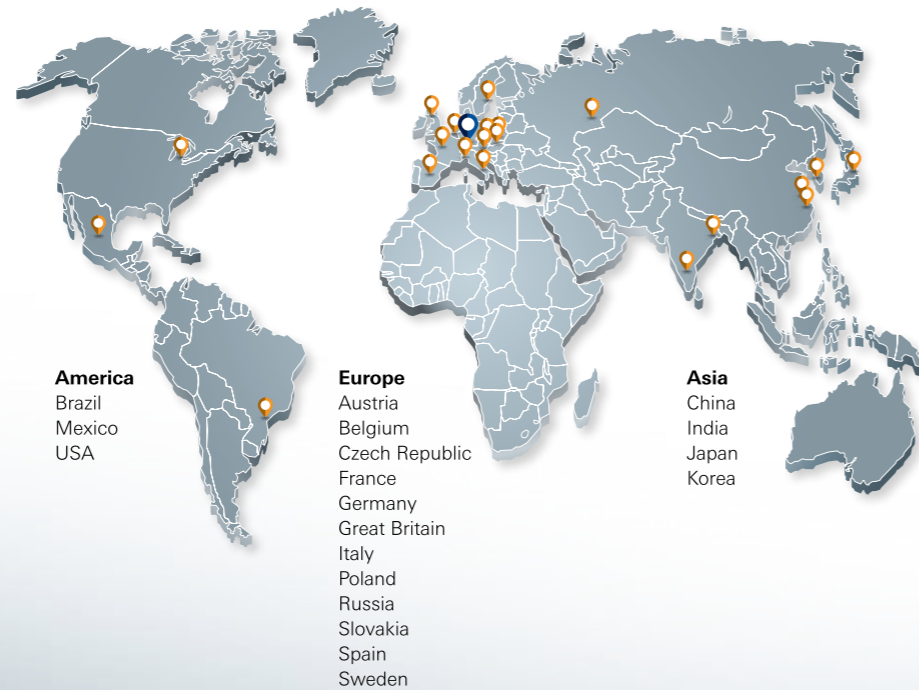 America
Brazil
Mexico
USA
Europe
Austria
Belgium
Czech Republic
France
Germany
Great Britain
Italy
Poland
Russia
Slovakia
Spain
Sweden
Asia
China
India
Japan
Korea